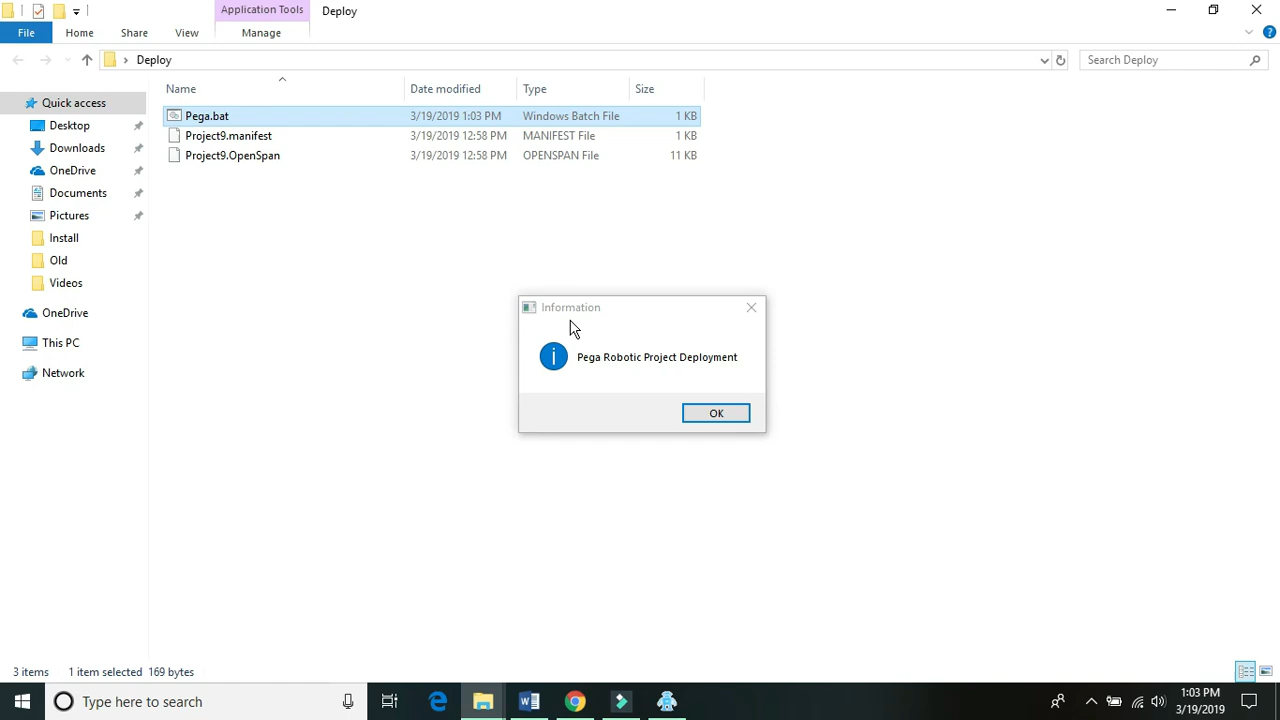 Application Tools
Deploy
File
Home
Share
View
Manage
Deploy
Search Deploy
Name
Date modified
Type
Size
Quick access
Desktop
Downloads
OneDrive
Documents
Pictures
Install
Old
Videos
OneDrive
This PC
Network
Pega.bat 3/19/2019 1:03 PM Windows Batch File 1 KB
Project9.manifest 3/19/2019 12:58 PM MANIFEST File 1 KB
Project9.OpenSpan 3/19/2019 12:58 PM OPENSPAN File 11 KB
Information
Pega Robotic Project Deployment
OK
3 items 1 item selected 169 bytes
Type here to search
1:03 PM
3/19/2019